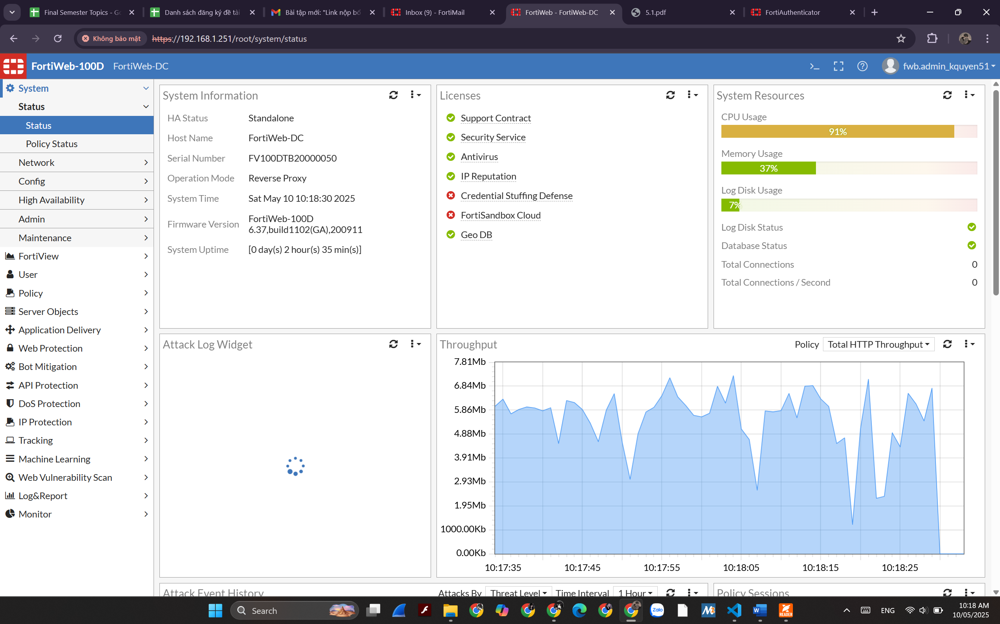 Final Semester Topics - Go
Danh sách đăng ký đề tài
Bài tập mới: "Link nộp bổ
Inbox (9) - FortiMail
FortiWeb - FortiWeb-DC
5.1.pdf
FortiAuthenticator
Không bảo mật
https://192.168.1.251/root/system/status
FortiWeb-100D FortiWeb-DC
fwb.admin_kquyen51
System
Status
Status
Policy Status
Network
Config
High Availability
Admin
Maintenance
FortiView
User
Policy
Server Objects
Application Delivery
Web Protection
Bot Mitigation
API Protection
DoS Protection
IP Protection
Tracking
Machine Learning
Web Vulnerability Scan
Log&Report
Monitor
System Information
HA Status Standalone
Host Name FortiWeb-DC
Serial Number FV100DTB20000050
Operation Mode Reverse Proxy
System Time Sat May 10 10:18:30 2025
Firmware Version FortiWeb-100D
6.37,build1102(GA),200911
System Uptime [0 day(s) 2 hour(s) 35 min(s)]
Licenses
Support Contract
Security Service
Antivirus
IP Reputation
Credential Stuffing Defense
FortiSandbox Cloud
Geo DB
System Resources
CPU Usage
91%
Memory Usage
37%
Log Disk Usage
7%
Log Disk Status
Database Status
Total Connections 0
Total Connections / Second 0
Attack Log Widget
Throughput
Policy Total HTTP Throughput
7.81Mb
6.84Mb
5.86Mb
4.88Mb
3.91Mb
2.93Mb
1.95Mb
1000.00Kb
0.00Kb
10:17:35 10:17:45 10:17:55 10:18:05 10:18:15 10:18:25
Attack Event History
Attacks By Threat Level Time Interval 1 Hour
Policy Sessions
Search
Zalo
READER
ENG
10:18 AM
10/05/2025